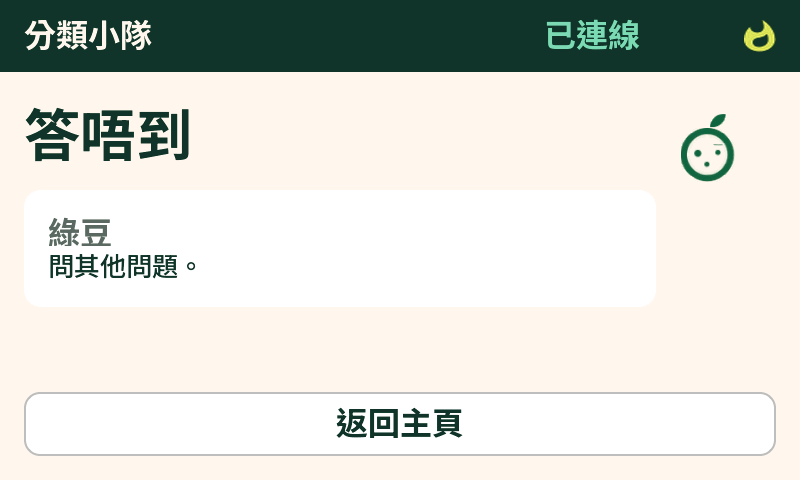 分類小隊
已連線
答唔到
綠豆
問其他問題。
返回主頁